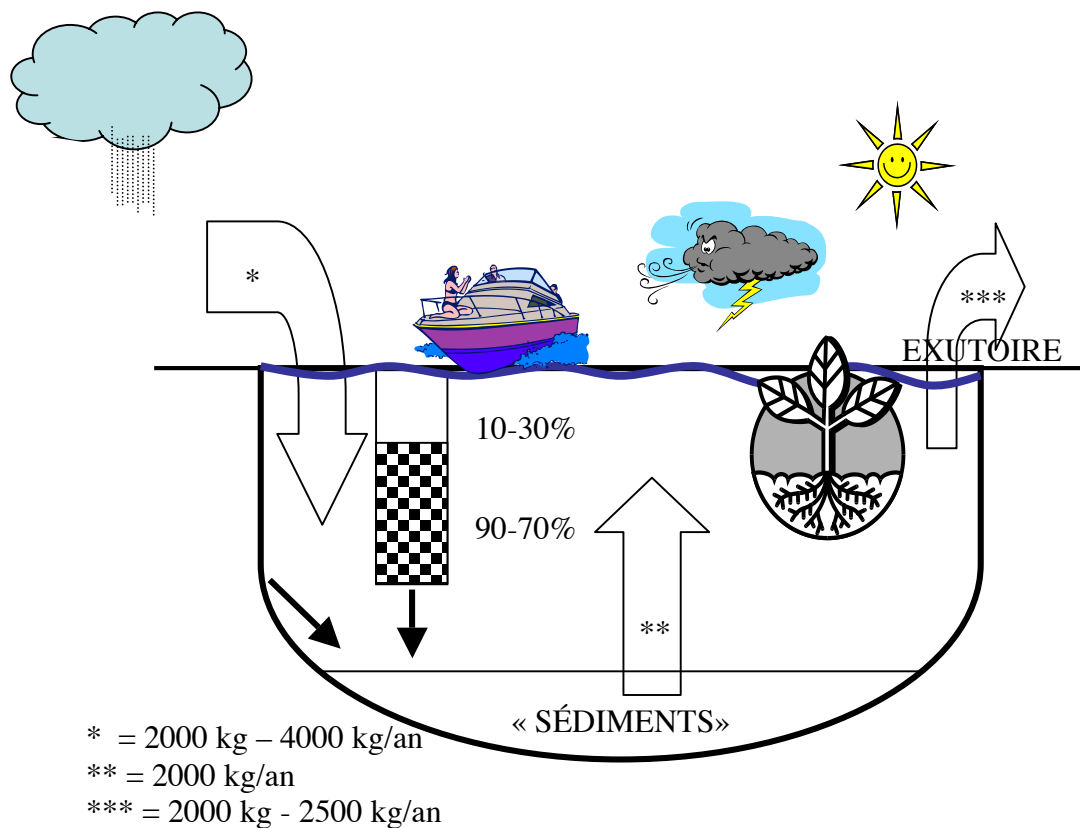 *
***
EXUTOIRE
10-30%
90-70%
**
« SÉDIMENTS»
* = 2000 kg – 4000 kg/an
** = 2000 kg/an
*** = 2000 kg - 2500 kg/an